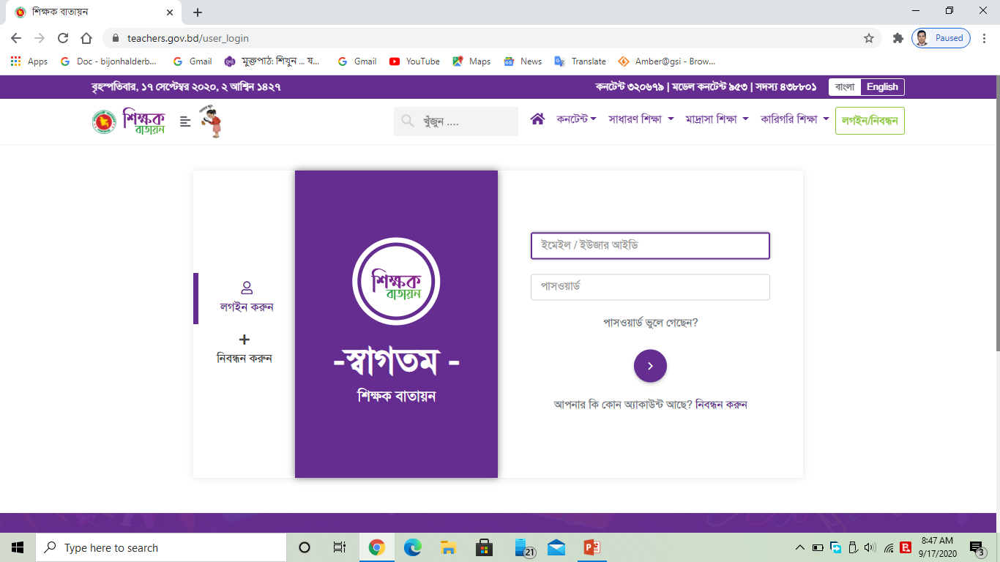 শিক্ষক বাতায়ন
teachers.gov.bd/user_login
Paused
Apps
Doc - bijonhalderb...
Gmail
মুক্তপাঠ: শিখুন ... য...
Gmail
YouTube
Maps
News
Translate
Amber@gsi - Brow...
বৃহস্পতিবার, ১৭ সেপ্টেম্বর ২০২০, ২ আশ্বিন ১৪২৭
কনটেন্ট ৩২০৬৭৯ | মডেল কনটেন্ট ৯৫৩ | সদস্য ৪৩৮৮০১
বাংলা
English
শিক্ষক
বাতায়ন
খুঁজুন ....
কনটেন্ট
সাধারণ শিক্ষা
মাদ্রাসা শিক্ষা
কারিগরি শিক্ষা
লগইন/নিবন্ধন
লগইন করুন
নিবন্ধন করুন
শিক্ষক
বাতায়ন
-স্বাগতম -
শিক্ষক বাতায়ন
ইমেইল / ইউজার আইডি
পাসওয়ার্ড
পাসওয়ার্ড ভুলে গেছেন?
আপনার কি কোন অ্যাকাউন্ট আছে? নিবন্ধন করুন
Type here to search
21
8:47 AM
9/17/2020
3